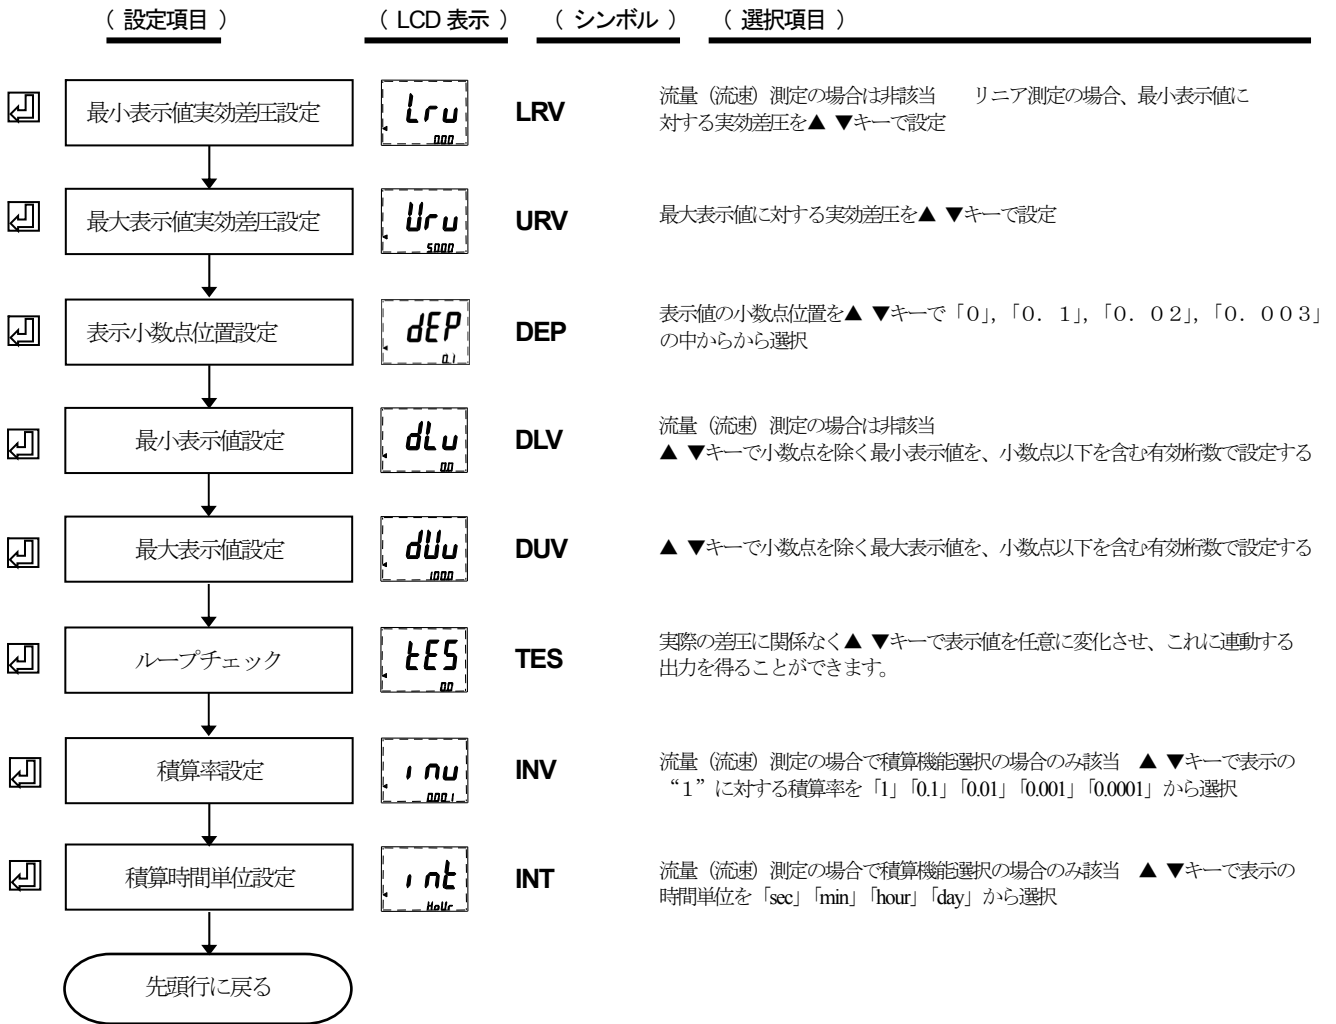 （ 設定項目 ） （ LCD 表示 ） （ シンボル ） （ 選択項目 ）
最小表示値実効差圧設定 Lru 000 LRV 流量（流速）測定の場合は非該当　リニア測定の場合、最小表示値に
対する実効差圧を▲ ▼キーで設定
最大表示値実効差圧設定 Uru 5000 URV 最大表示値に対する実効差圧を▲ ▼キーで設定
表示小数点位置設定 dEP 0.1 DEP 表示値の小数点位置を▲ ▼キーで「０」,「０．１」,「０．０２」,「０．００３」
の中からから選択
最小表示値設定 dLu 0.0 DLV 流量（流速）測定の場合は非該当
▲ ▼キーで小数点を除く最小表示値を、小数点以下を含む有効桁数で設定する
最大表示値設定 dUu 100.0 DUV ▲ ▼キーで小数点を除く最大表示値を、小数点以下を含む有効桁数で設定する
ループチェック tES 0.0 TES 実際の差圧に関係なく▲ ▼キーで表示値を任意に変化させ、これに連動する
出力を得ることができます。
積算率設定 inu 000.1 INV 流量（流速）測定の場合で積算機能選択の場合のみ該当　▲ ▼キーで表示の
“１”に対する積算率を「1」「0.1」「0.01」「0.001」「0.0001」から選択
積算時間単位設定 int HoUr INT 流量（流速）測定の場合で積算機能選択の場合のみ該当　▲ ▼キーで表示の
時間単位を「sec」「min」「hour」「day」から選択
先頭行に戻る